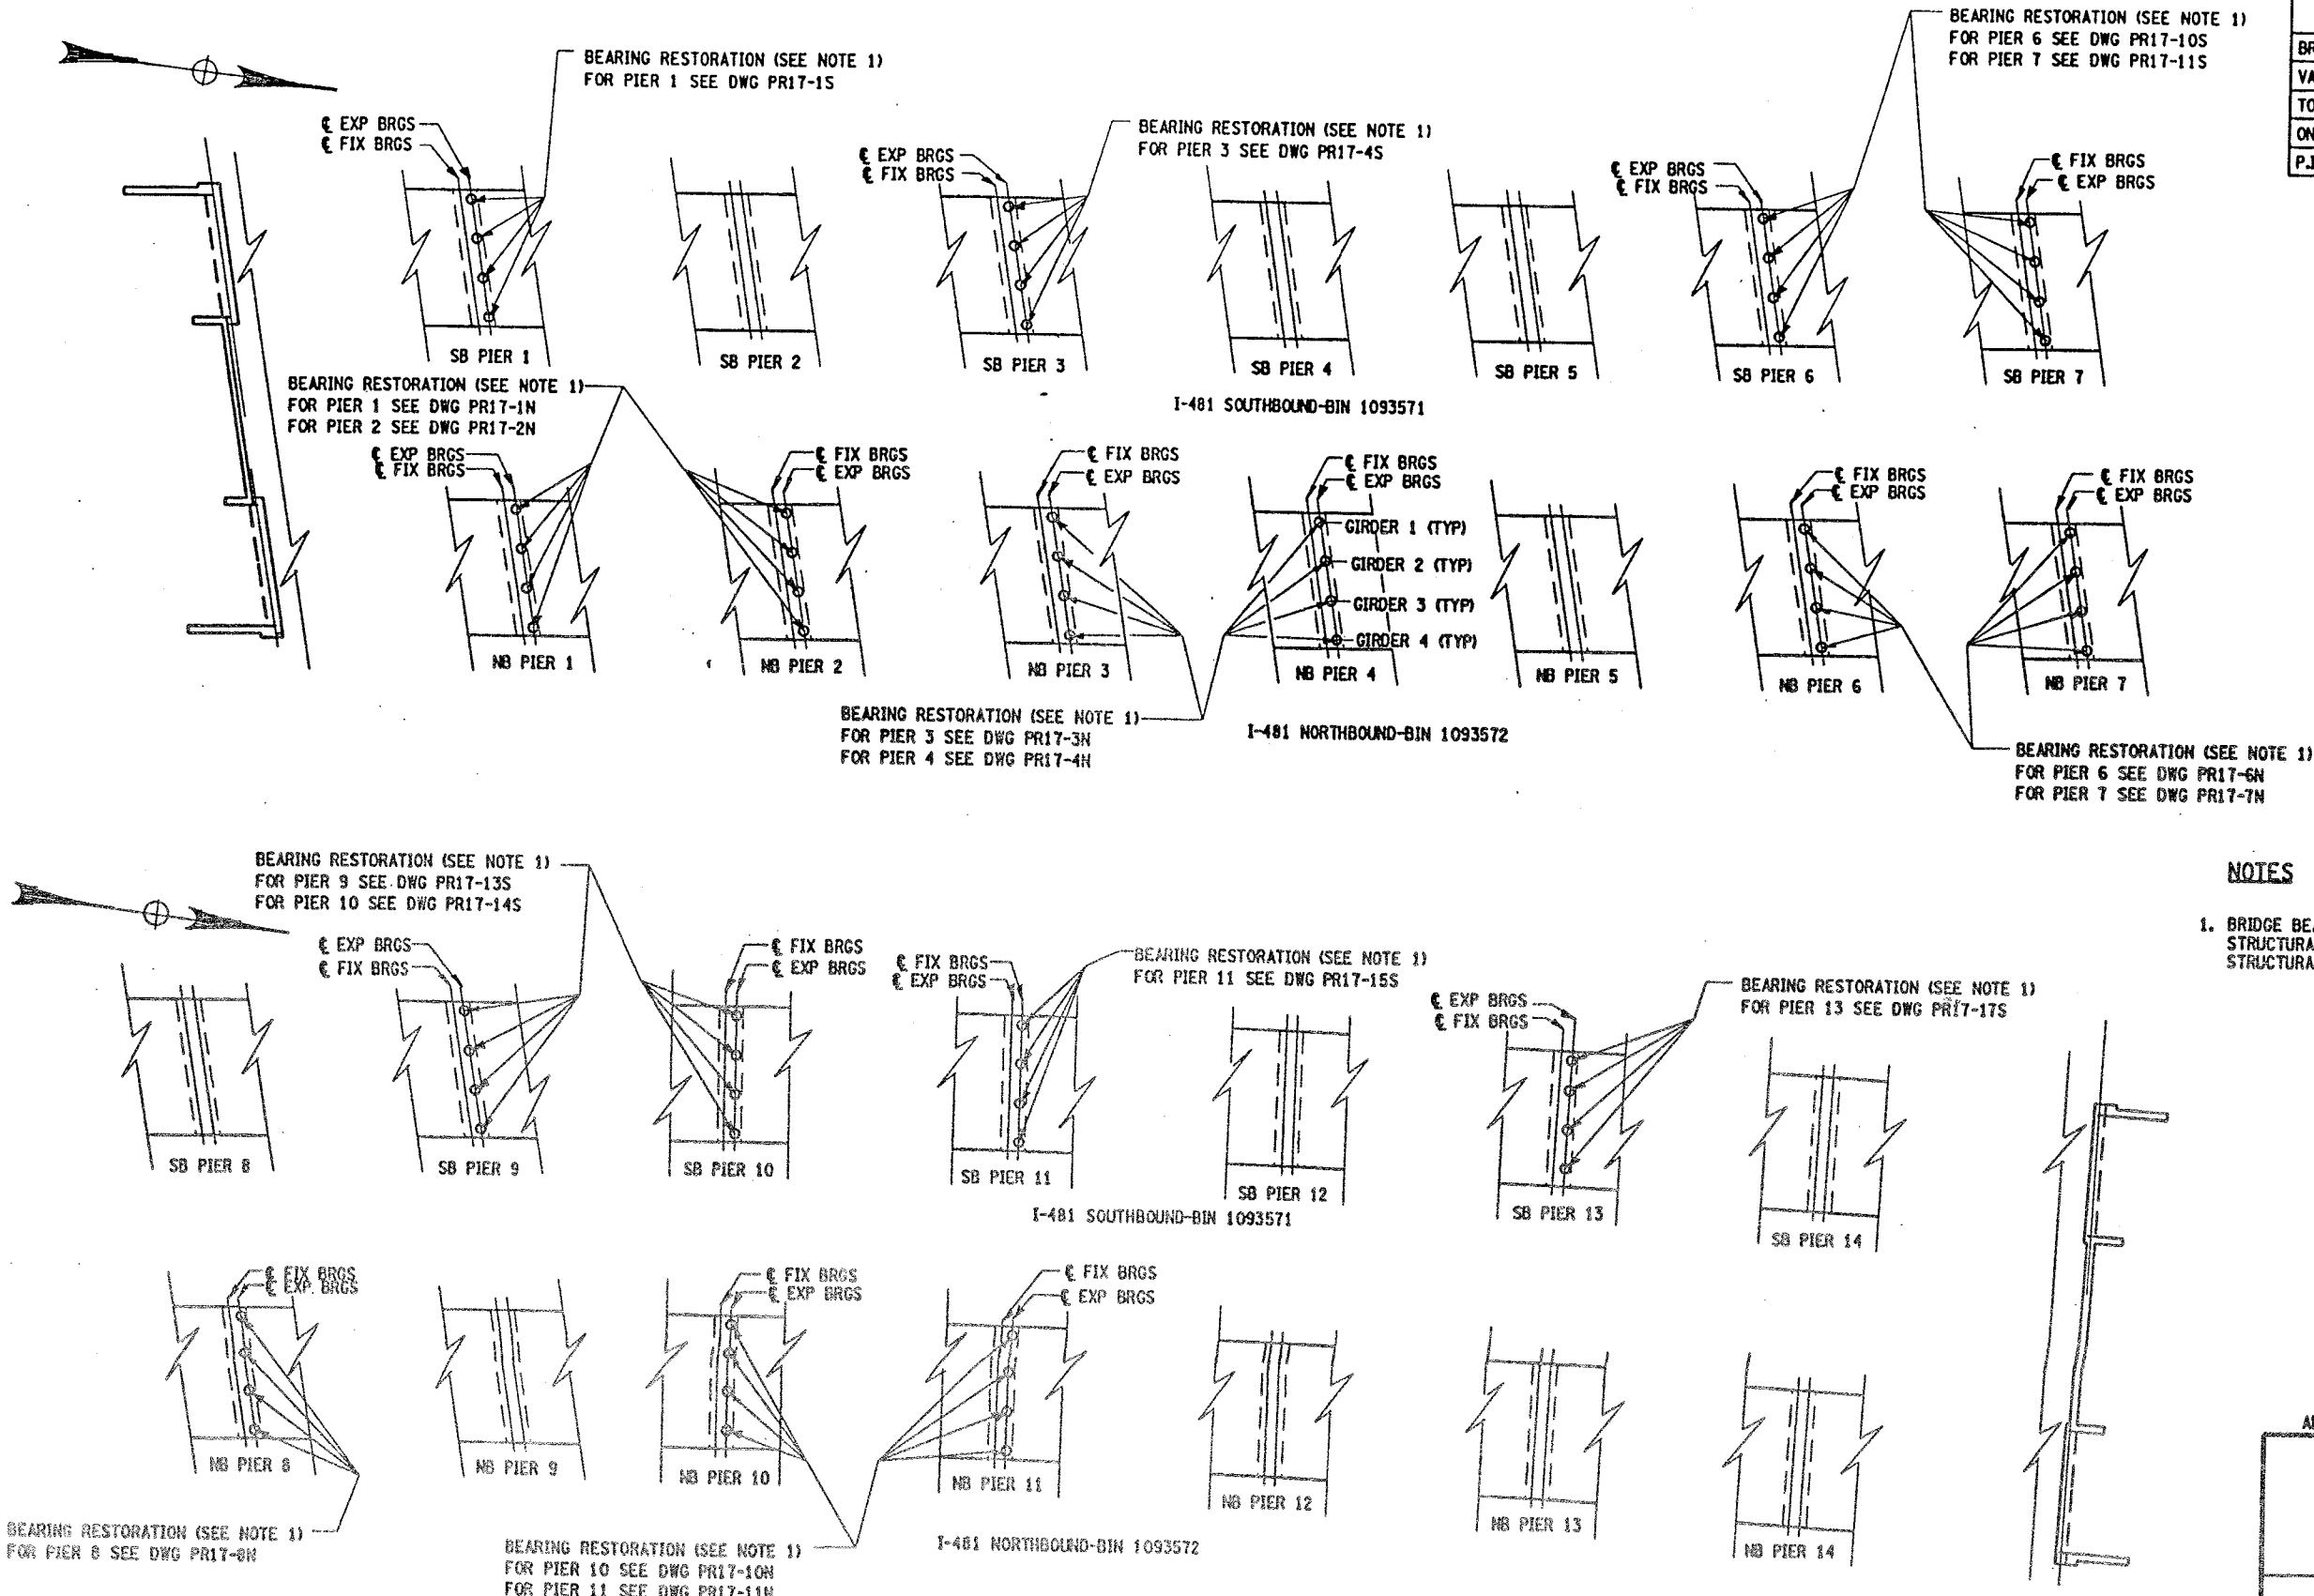 BEARING RESTORATION (SEE NOTE 1)
FOR PIER 1 SEE DWG PR17-1S
BEARING RESTORATION (SEE NOTE 1)
FOR PIER 6 SEE DWG PR17-10S
FOR PIER 7 SEE DWG PR17-11S
BR
VA
TO
ON
P.I
℄ EXP BRGS
℄ FIX BRGS
℄ EXP BRGS
℄ FIX BRGS
BEARING RESTORATION (SEE NOTE 1)
FOR PIER 3 SEE DWG PR17-4S
℄ EXP BRGS
℄ FIX BRGS
℄ FIX BRGS
℄ EXP BRGS
SB PIER 1
SB PIER 2
SB PIER 3
SB PIER 4
SB PIER 5
SB PIER 6
SB PIER 7
I-481 SOUTHBOUND-BIN 1093571
BEARING RESTORATION (SEE NOTE 1)
FOR PIER 1 SEE DWG PR17-1N
FOR PIER 2 SEE DWG PR17-2N
℄ EXP BRGS
℄ FIX BRGS
℄ FIX BRGS
℄ EXP BRGS
℄ FIX BRGS
℄ EXP BRGS
℄ FIX BRGS
℄ EXP BRGS
℄ FIX BRGS
℄ EXP BRGS
℄ FIX BRGS
℄ EXP BRGS
GIRDER 1 (TYP)
GIRDER 2 (TYP)
GIRDER 3 (TYP)
GIRDER 4 (TYP)
NB PIER 1
NB PIER 2
NB PIER 3
NB PIER 4
NB PIER 5
NB PIER 6
NB PIER 7
BEARING RESTORATION (SEE NOTE 1)
FOR PIER 3 SEE DWG PR17-3N
FOR PIER 4 SEE DWG PR17-4N
I-481 NORTHBOUND-BIN 1093572
BEARING RESTORATION (SEE NOTE 1)
FOR PIER 6 SEE DWG PR17-6N
FOR PIER 7 SEE DWG PR17-7N
BEARING RESTORATION (SEE NOTE 1)
FOR PIER 9 SEE DWG PR17-13S
FOR PIER 10 SEE DWG PR17-14S
NOTES
1. BRIDGE BE
STRUCTURA
STRUCTURA
℄ EXP BRGS
℄ FIX BRGS
℄ FIX BRGS
℄ EXP BRGS
℄ FIX BRGS
℄ EXP BRGS
BEARING RESTORATION (SEE NOTE 1)
FOR PIER 11 SEE DWG PR17-15S
℄ EXP BRGS
℄ FIX BRGS
BEARING RESTORATION (SEE NOTE 1)
FOR PIER 13 SEE DWG PR17-17S
SB PIER 8
SB PIER 9
SB PIER 10
SB PIER 11
SB PIER 12
SB PIER 13
SB PIER 14
I-481 SOUTHBOUND-BIN 1093571
℄ FIX BRGS
℄ EXP. BRGS
℄ FIX BRGS
℄ EXP BRGS
℄ FIX BRGS
℄ EXP BRGS
NB PIER 8
NB PIER 9
NB PIER 10
NB PIER 11
NB PIER 12
NB PIER 13
NB PIER 14
BEARING RESTORATION (SEE NOTE 1)
FOR PIER 8 SEE DWG PR17-8N
BEARING RESTORATION (SEE NOTE 1)
FOR PIER 10 SEE DWG PR17-10N
FOR PIER 11 SEE DWG PR17-11N
I-481 NORTHBOUND-BIN 1093572